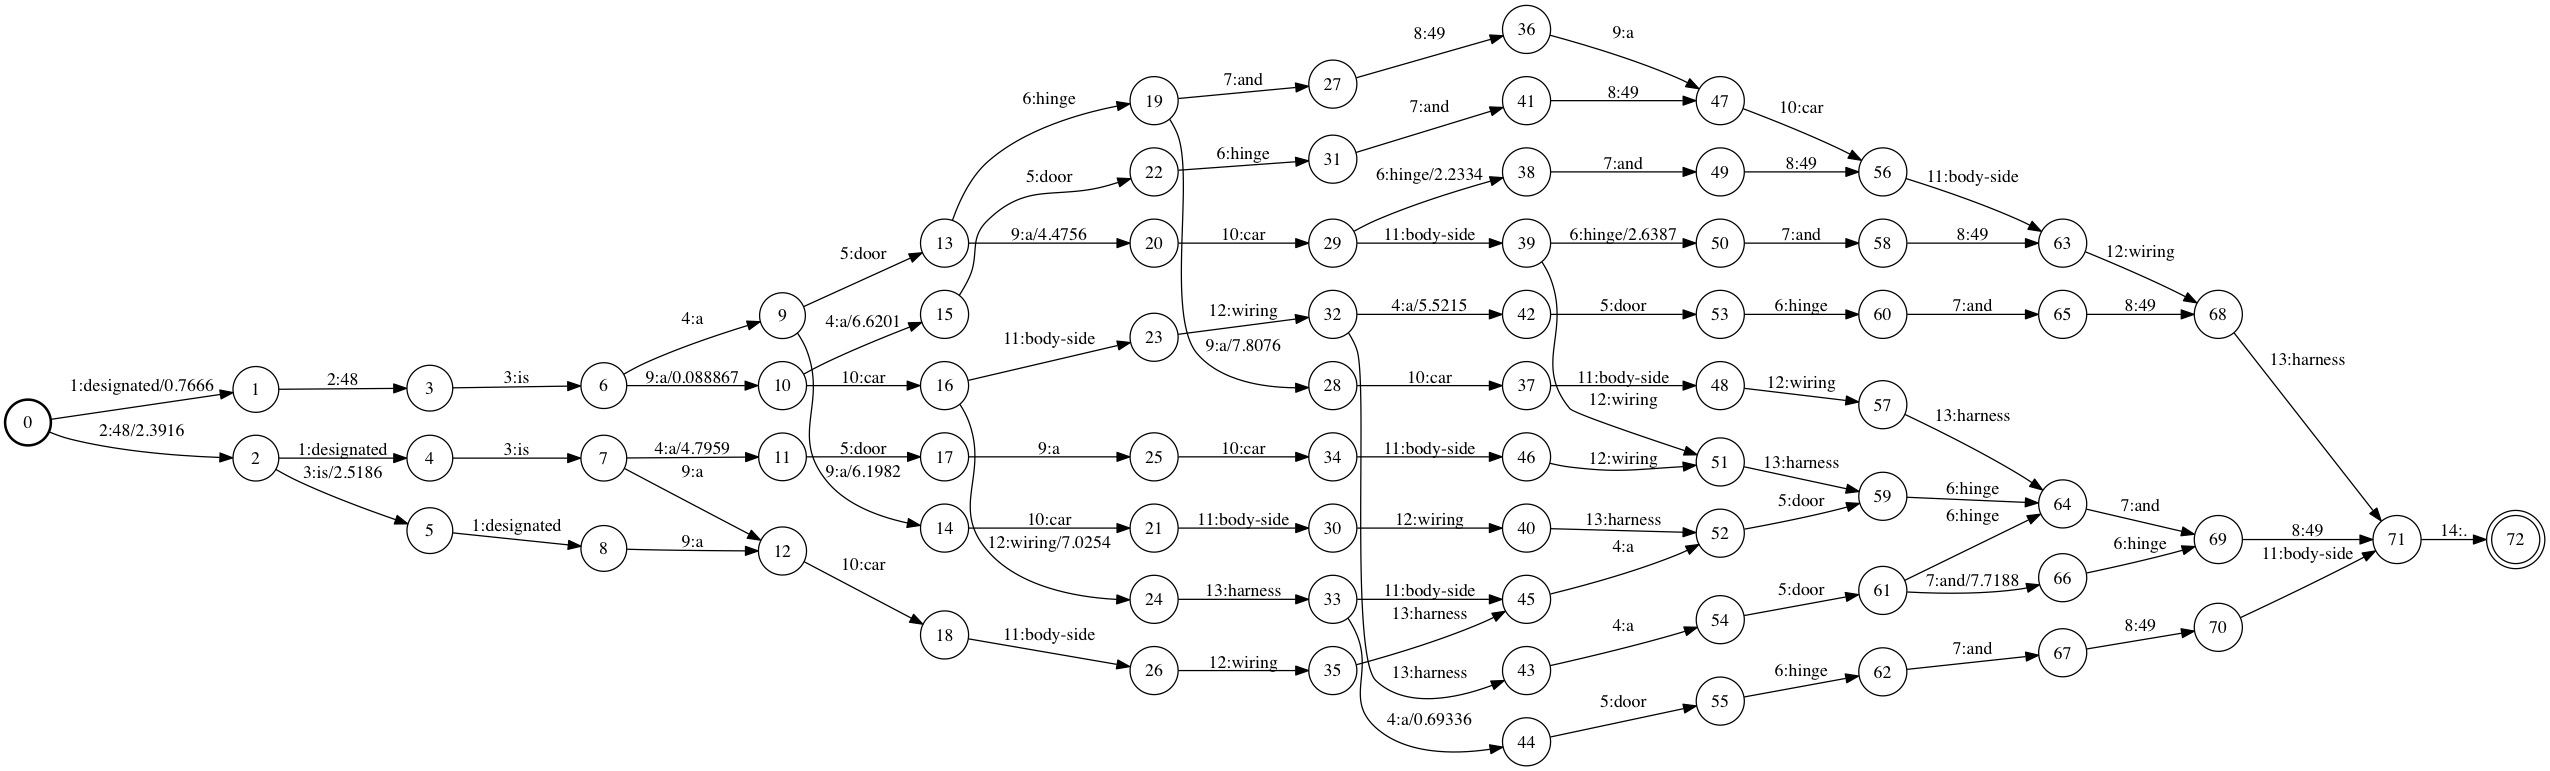 36
8:49
9:a
27
7:and
19
6:hinge
41
8:49
47
7:and
10:car
31
6:hinge
22
5:door
6:hinge/2.2334
38
7:and
49
8:49
56
11:body-side
13
9:a/4.4756
20
10:car
29
11:body-side
39
6:hinge/2.6387
50
7:and
58
8:49
63
12:wiring
5:door
9
4:a
4:a/6.6201
15
11:body-side
23
12:wiring
32
4:a/5.5215
42
5:door
53
6:hinge
60
7:and
65
8:49
68
13:harness
9:a/7.8076
0
1:designated/0.7666
1
2:48
3
3:is
6
9:a/0.088867
10
10:car
16
28
10:car
37
11:body-side
12:wiring
48
12:wiring
57
13:harness
2:48/2.3916
2
1:designated
3:is/2.5186
4
3:is
7
4:a/4.7959
9:a
11
5:door
9:a/6.1982
17
9:a
25
10:car
34
11:body-side
46
12:wiring
51
13:harness
59
6:hinge
6:hinge
64
7:and
5
1:designated
8
9:a
12
10:car
14
10:car
12:wiring/7.0254
21
11:body-side
30
12:wiring
40
13:harness
4:a
52
5:door
69
8:49
11:body-side
71
14:.
72
24
13:harness
33
11:body-side
13:harness
45
61
7:and/7.7188
66
6:hinge
18
11:body-side
26
12:wiring
35
13:harness
43
4:a
54
5:door
4:a/0.69336
44
5:door
55
6:hinge
62
7:and
67
8:49
70